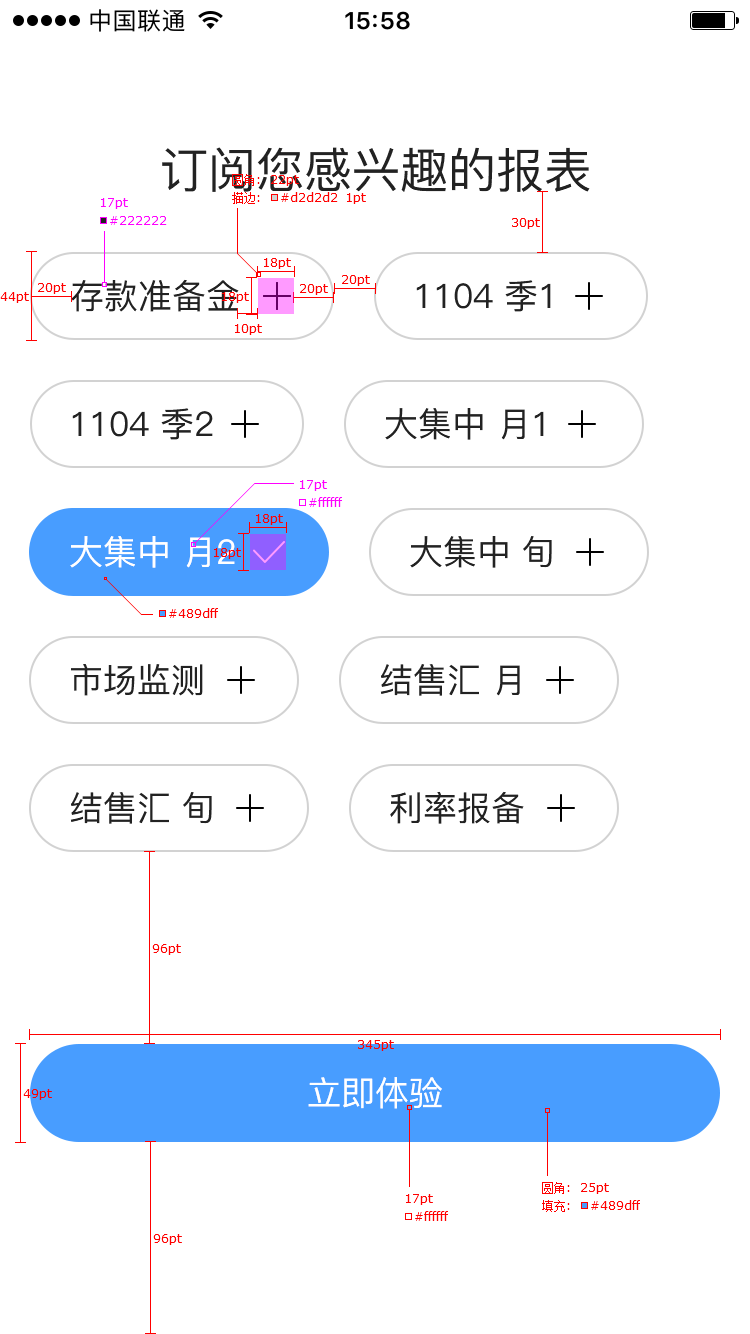 中国联通 15:58
订阅您感兴趣的报表
圆角: 22pt
描边: #d2d2d2 1pt
17pt
#222222
30pt
18pt
20pt
20pt
20pt
44pt
存款准备金
18pt
1104 季1
10pt
1104 季2
大集中 月1
17pt
#ffffff
18pt
大集中 月2
18pt
大集中 旬
#489dff
市场监测
结售汇 月
结售汇 旬
利率报备
96pt
345pt
49pt
立即体验
17pt
#ffffff
圆角: 25pt
填充: #489dff
96pt